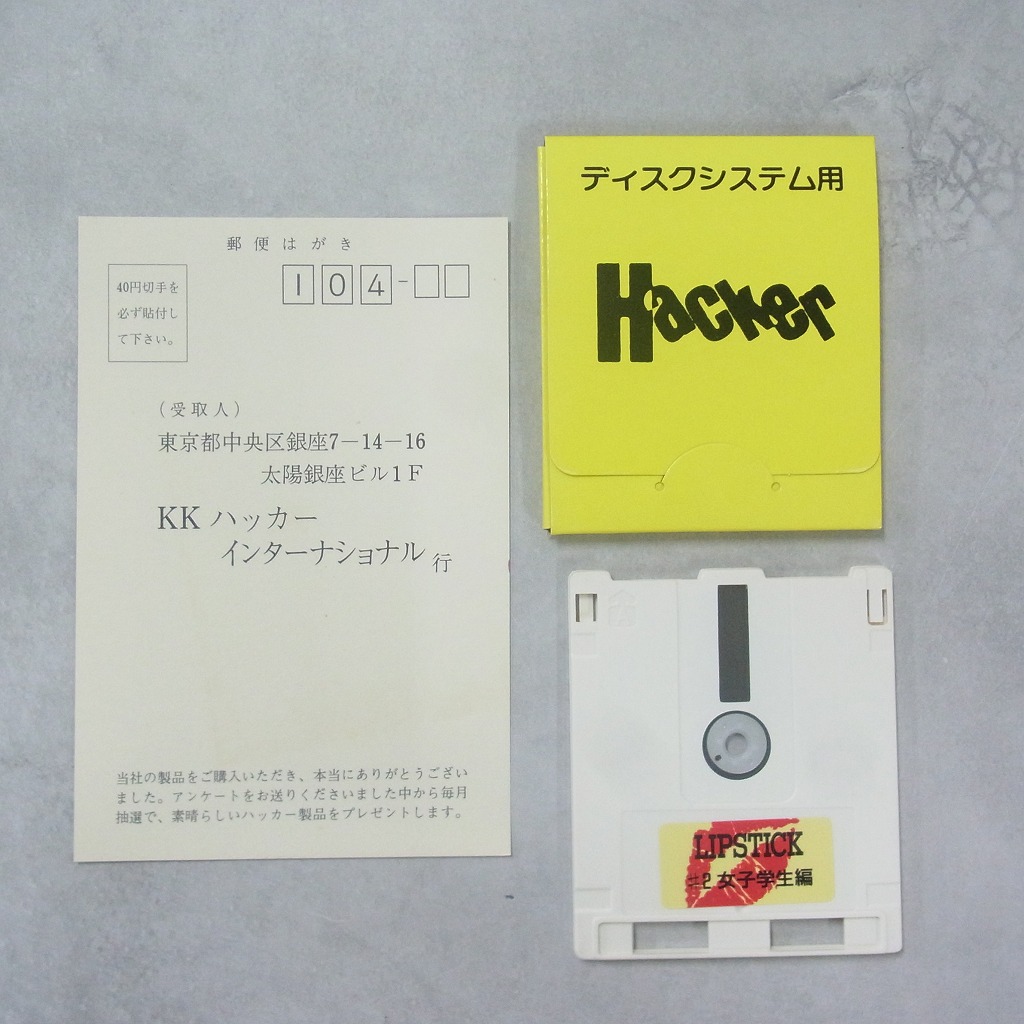 郵便はがき
40円切手を
必ず貼付し
て下さい。
104-
(受取人)
東京都中央区銀座7-14-16
太陽銀座ビル1F
KK ハッカー
インターナショナル 行
当社の製品をご購入いただき、本当にありがとうござい
ました。アンケートをお送りくださいました中から毎月
抽選で、素晴らしいハッカー製品をプレゼントします。
ディスクシステム用
Hacker
LIPSTICK
#2 女子学生編